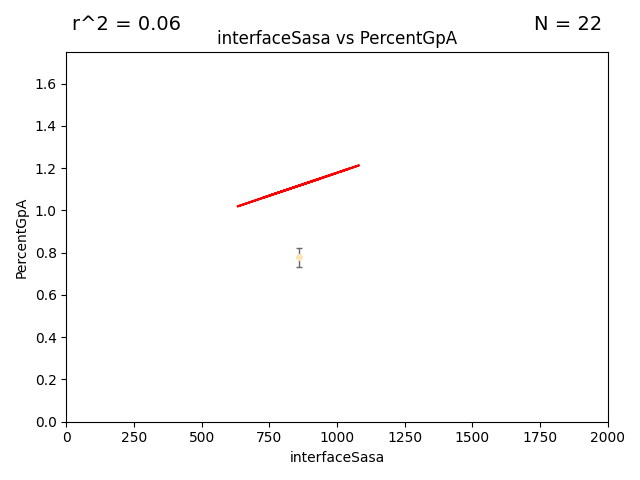 r^2 = 0.06
N = 22
interfaceSasa vs PercentGpA
PercentGpA
1.6
1.4
1.2
1.0
0.8
0.6
0.4
0.2
0.0
0 250 500 750 1000 1250 1500 1750 2000
interfaceSasa